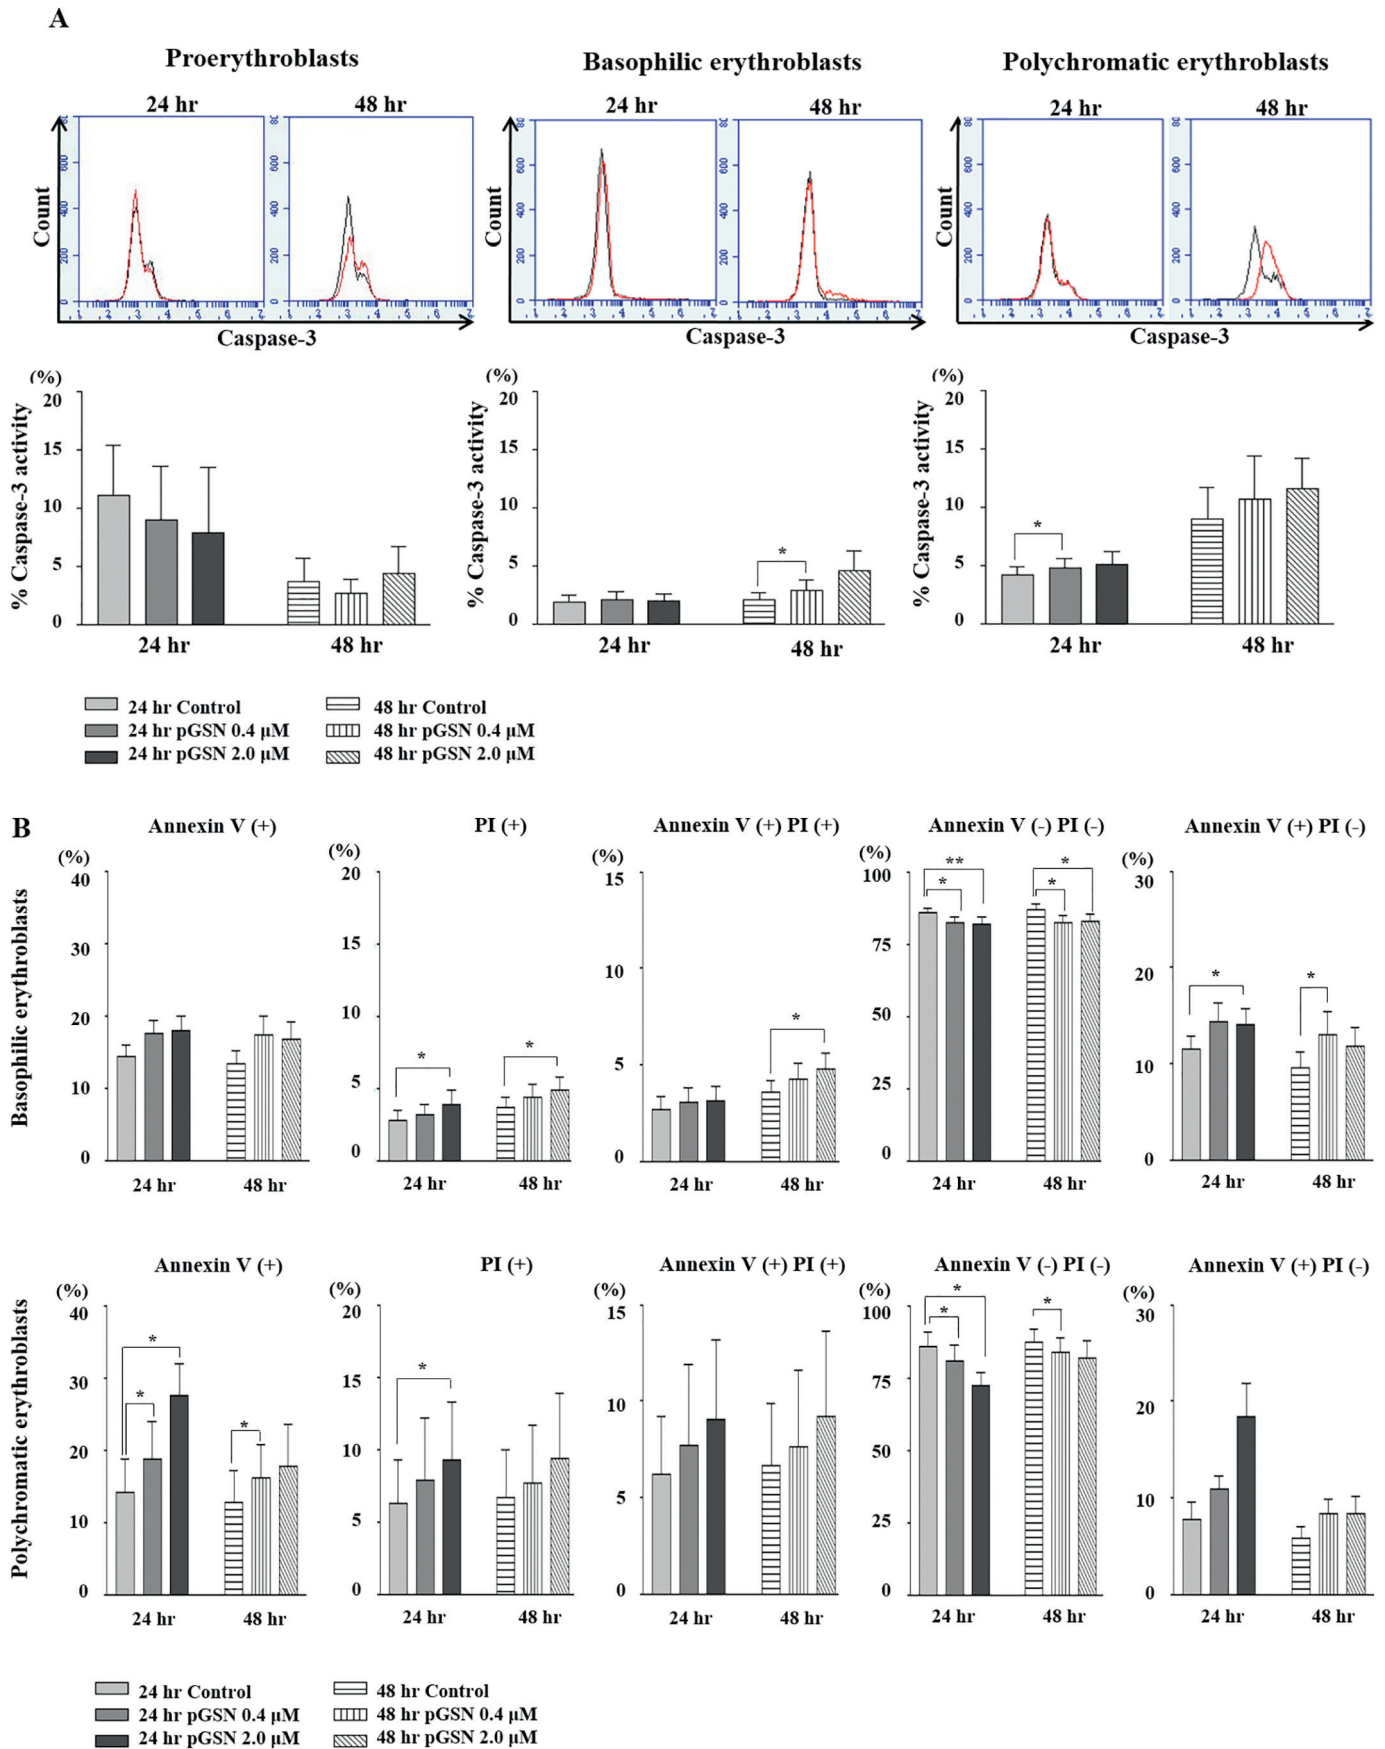 A
Proerythroblasts
Basophilic erythroblasts
Polychromatic erythroblasts
24 hr 48 hr
24 hr 48 hr
24 hr 48 hr
Count
200 400 600
Caspase-3
Count
200 400 600
Caspase-3
Count
200 400 600
Caspase-3
% Caspase-3 activity
(%)
20
15
10
5
0
24 hr 48 hr
% Caspase-3 activity
(%)
20
15
10
5
0
*
24 hr 48 hr
% Caspase-3 activity
(%)
20
15
10
5
0
*
24 hr 48 hr
24 hr Control
24 hr pGSN 0.4 μM
24 hr pGSN 2.0 μM
48 hr Control
48 hr pGSN 0.4 μM
48 hr pGSN 2.0 μM
B
Basophilic erythroblasts
Annexin V (+)
(%)
40
30
20
10
0
24 hr 48 hr
PI (+)
(%)
20
15
10
5
0
* *
24 hr 48 hr
Annexin V (+) PI (+)
(%)
15
10
5
0
*
24 hr 48 hr
Annexin V (-) PI (-)
(%)
100
75
50
25
0
** *
* *
24 hr 48 hr
Annexin V (+) PI (-)
(%)
30
20
10
0
* *
24 hr 48 hr
Polychromatic erythroblasts
Annexin V (+)
(%)
40
30
20
10
0
*
* *
24 hr 48 hr
PI (+)
(%)
20
15
10
5
0
*
24 hr 48 hr
Annexin V (+) PI (+)
(%)
15
10
5
0
24 hr 48 hr
Annexin V (-) PI (-)
(%)
100
75
50
25
0
*
* *
24 hr 48 hr
Annexin V (+) PI (-)
(%)
30
20
10
0
24 hr 48 hr
24 hr Control
24 hr pGSN 0.4 μM
24 hr pGSN 2.0 μM
48 hr Control
48 hr pGSN 0.4 μM
48 hr pGSN 2.0 μM